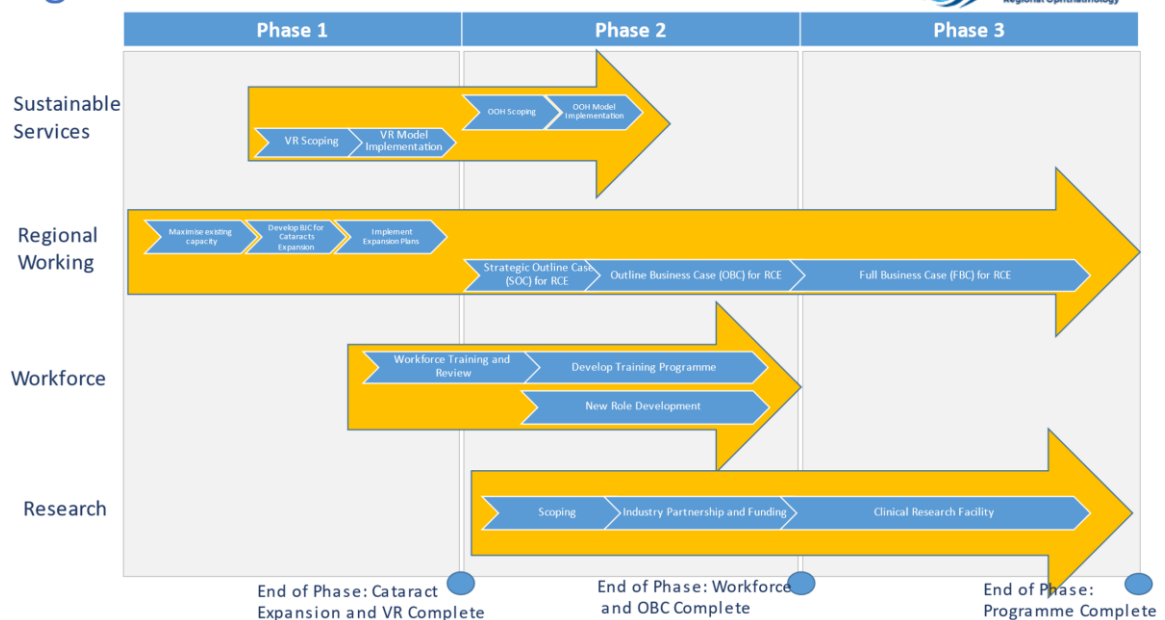 Regional Ophthalmology
Phase 1
Phase 2
Phase 3
Sustainable
Services
OOH Scoping
OOH Model
Implementation
VR Scoping
VR Model
Implementation
Regional
Working
Maximise existing
capacity
Develop BJC for
Cataracts
Expansion
Implement
Expansion Plans
Strategic Outline Case
(SOC) for RCE
Outline Business Case (OBC) for RCE
Full Business Case (FBC) for RCE
Workforce
Workforce Training and
Review
Develop Training Programme
New Role Development
Research
Scoping
Industry Partnership and Funding
Clinical Research Facility
End of Phase: Cataract
Expansion and VR Complete
End of Phase: Workforce
and OBC Complete
End of Phase:
Programme Complete